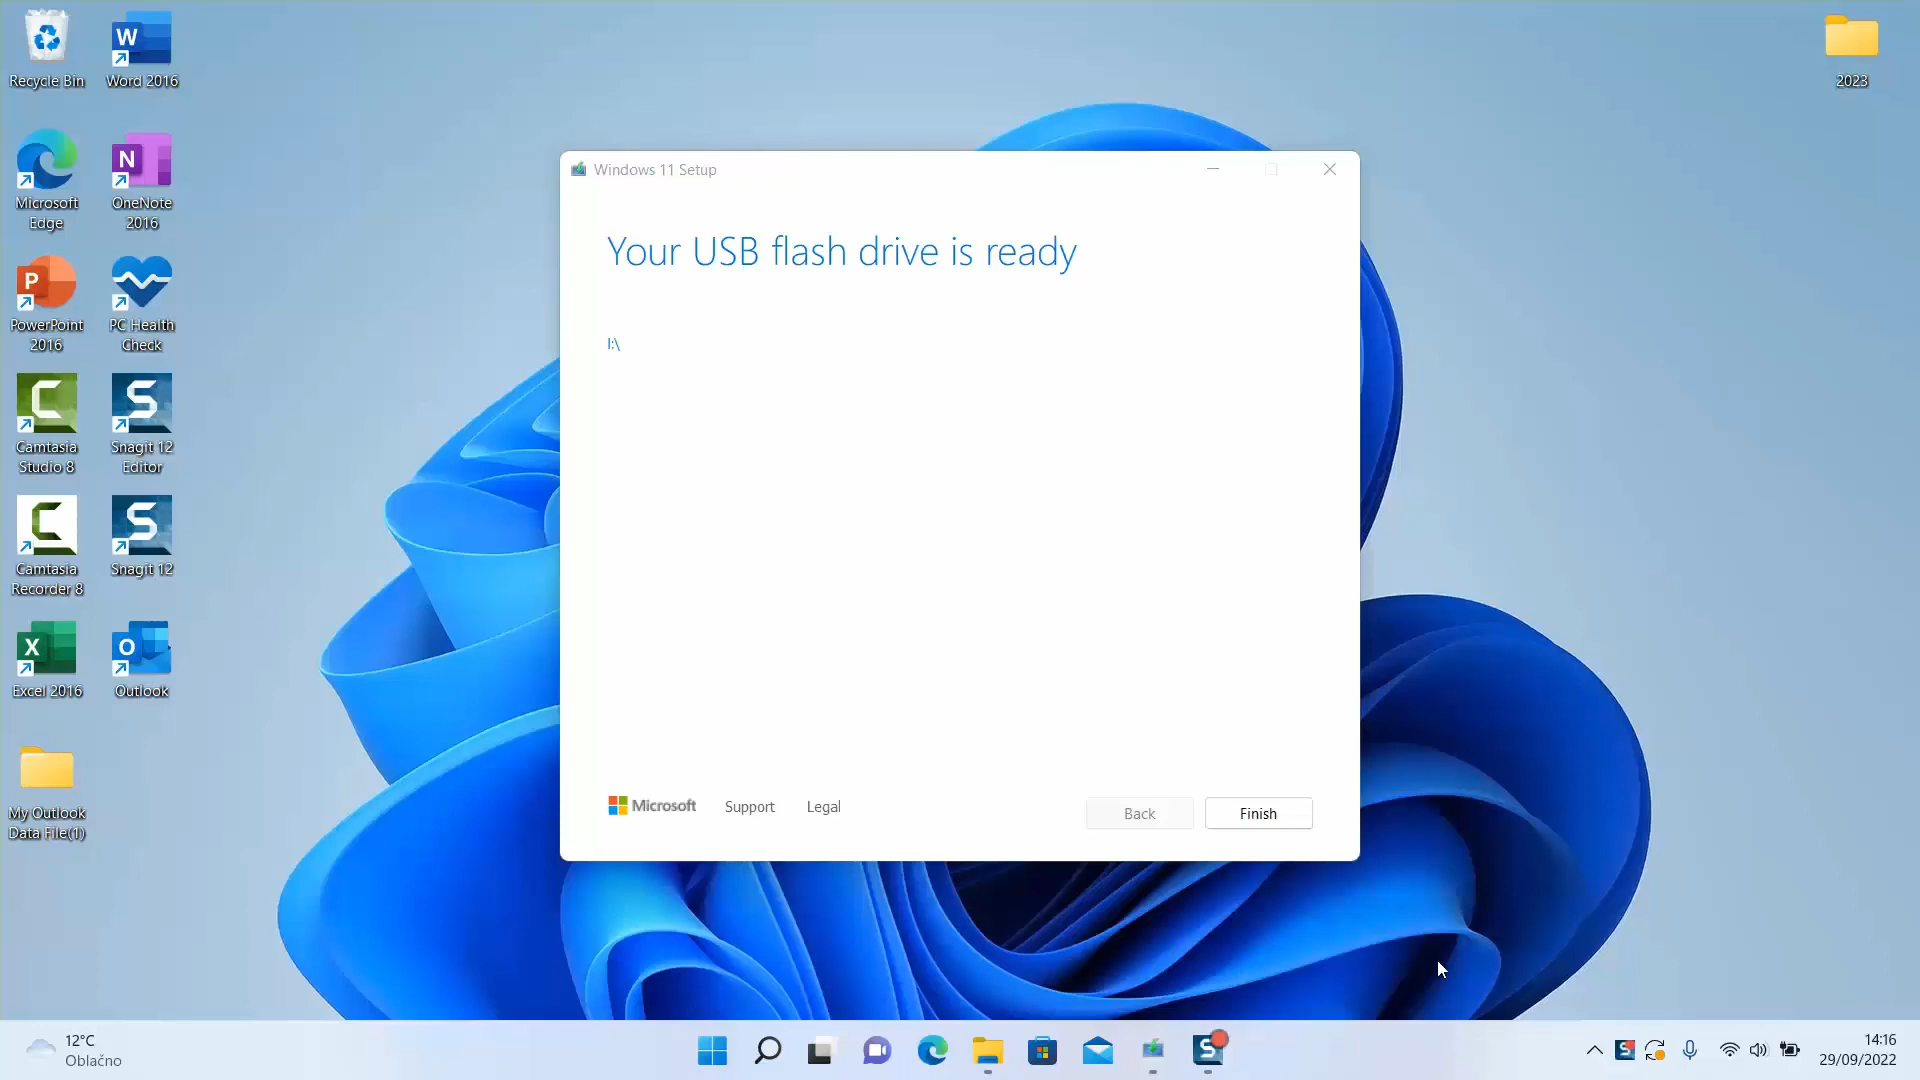 Recycle Bin
Word 2016
2023
Microsoft
Edge
OneNote
2016
PowerPoint
2016
PC Health
Check
Camtasia
Studio 8
Snagit 12
Editor
Camtasia
Recorder 8
Snagit 12
Excel 2016
Outlook
My Outlook
Data File(1)
Windows 11 Setup
Your USB flash drive is ready
I:\
Microsoft
Support
Legal
Back
Finish
12°C
Oblačno
14:16
29/09/2022